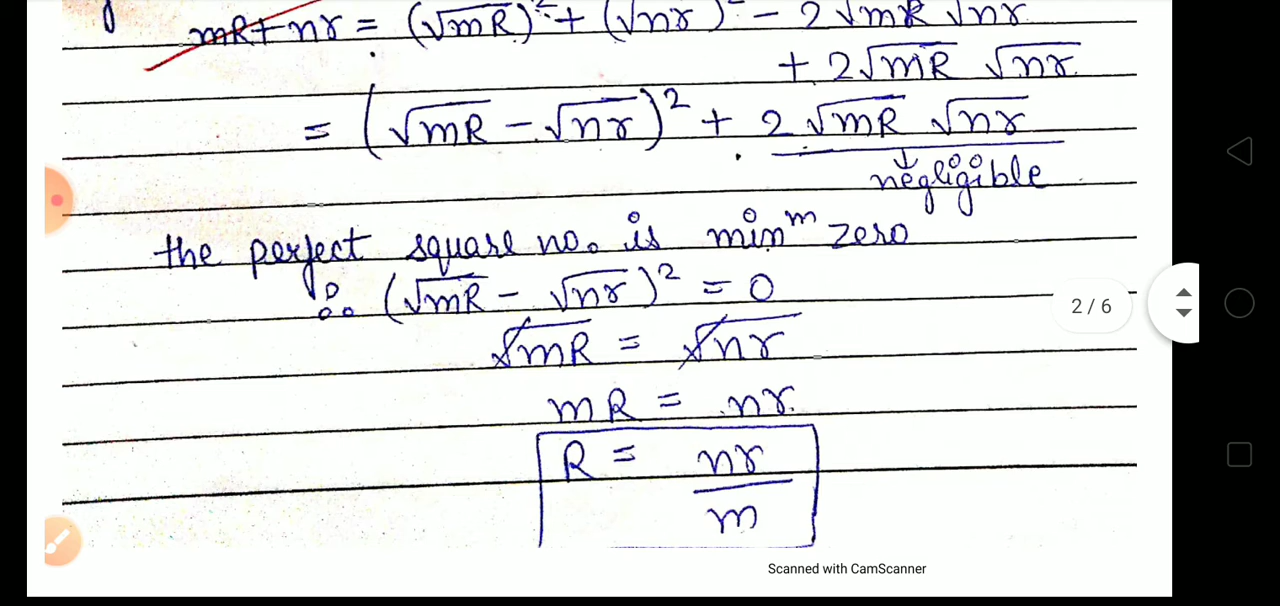 mR + nr = (√mR)² + (√nr)² - 2√mR √nr
+ 2√mR √nr
= (√mR - √nr)² + 2√mR √nr
↓
negligible
the perfect square no. is minᵐ zero
∴ (√mR - √nr)² = 0
√mR = √nr
2/6
mR = nr.
R = nr/m
Scanned with CamScanner